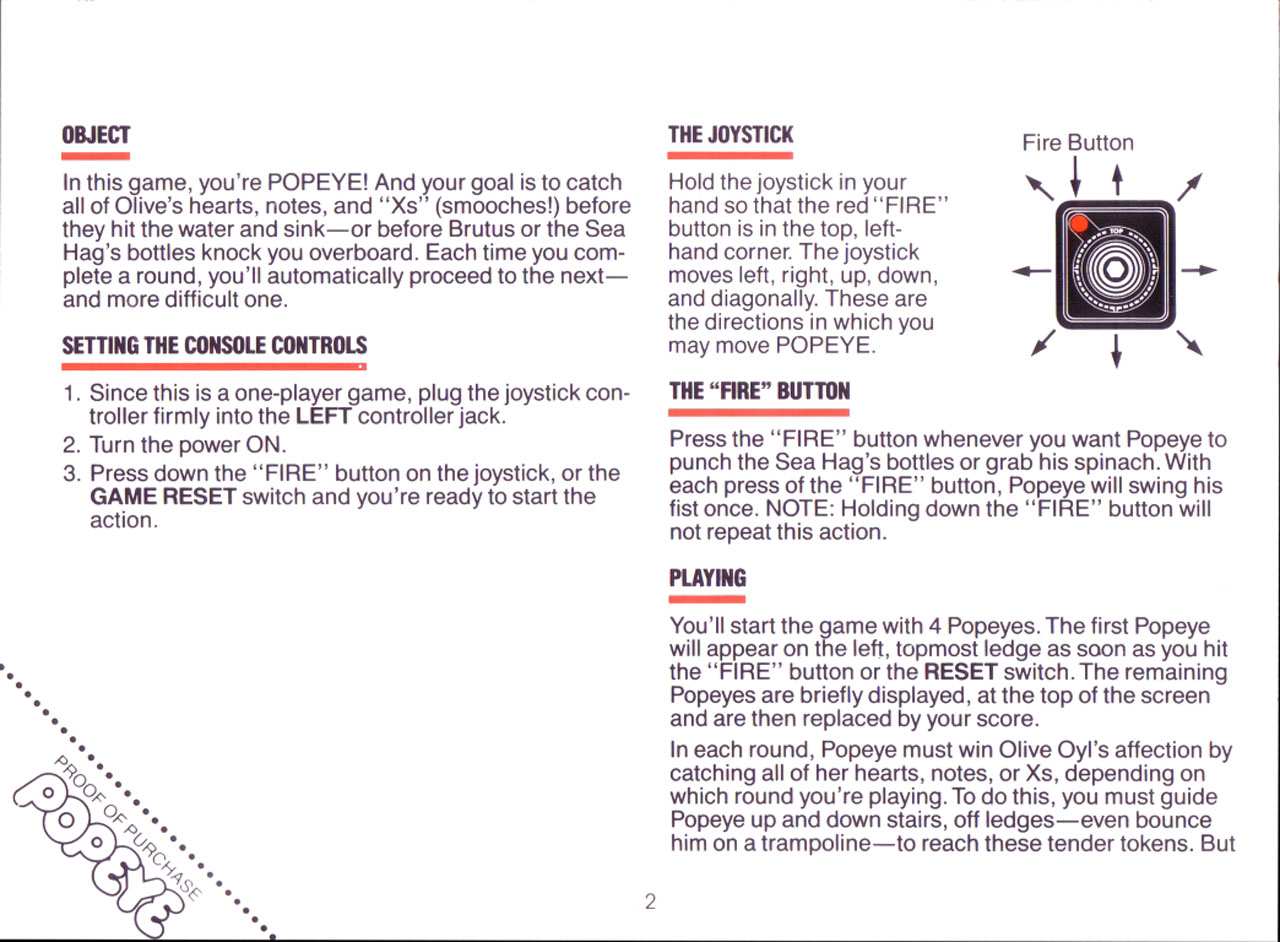 OBJECT
In this game, you're POPEYE! And your goal is to catch
all of Olive's hearts, notes, and "Xs" (smooches!) before
they hit the water and sink—or before Brutus or the Sea
Hag's bottles knock you overboard. Each time you com-
plete a round, you'll automatically proceed to the next—
and more difficult one.
SETTING THE CONSOLE CONTROLS
1. Since this is a one-player game, plug the joystick con-
troller firmly into the LEFT controller jack.
2. Turn the power ON.
3. Press down the "FIRE" button on the joystick, or the
GAME RESET switch and you're ready to start the
action.
PROOF OF PURCHASE
POPEYE
THE JOYSTICK
Hold the joystick in your
hand so that the red "FIRE"
button is in the top, left-
hand corner. The joystick
moves left, right, up, down,
and diagonally. These are
the directions in which you
may move POPEYE.
Fire Button
TOP
THE "FIRE" BUTTON
Press the "FIRE" button whenever you want Popeye to
punch the Sea Hag's bottles or grab his spinach. With
each press of the "FIRE" button, Popeye will swing his
fist once. NOTE: Holding down the "FIRE" button will
not repeat this action.
PLAYING
You'll start the game with 4 Popeyes. The first Popeye
will appear on the left, topmost ledge as soon as you hit
the "FIRE" button or the RESET switch. The remaining
Popeyes are briefly displayed, at the top of the screen
and are then replaced by your score.
In each round, Popeye must win Olive Oyl's affection by
catching all of her hearts, notes, or Xs, depending on
which round you're playing. To do this, you must guide
Popeye up and down stairs, off ledges—even bounce
him on a trampoline—to reach these tender tokens. But
2